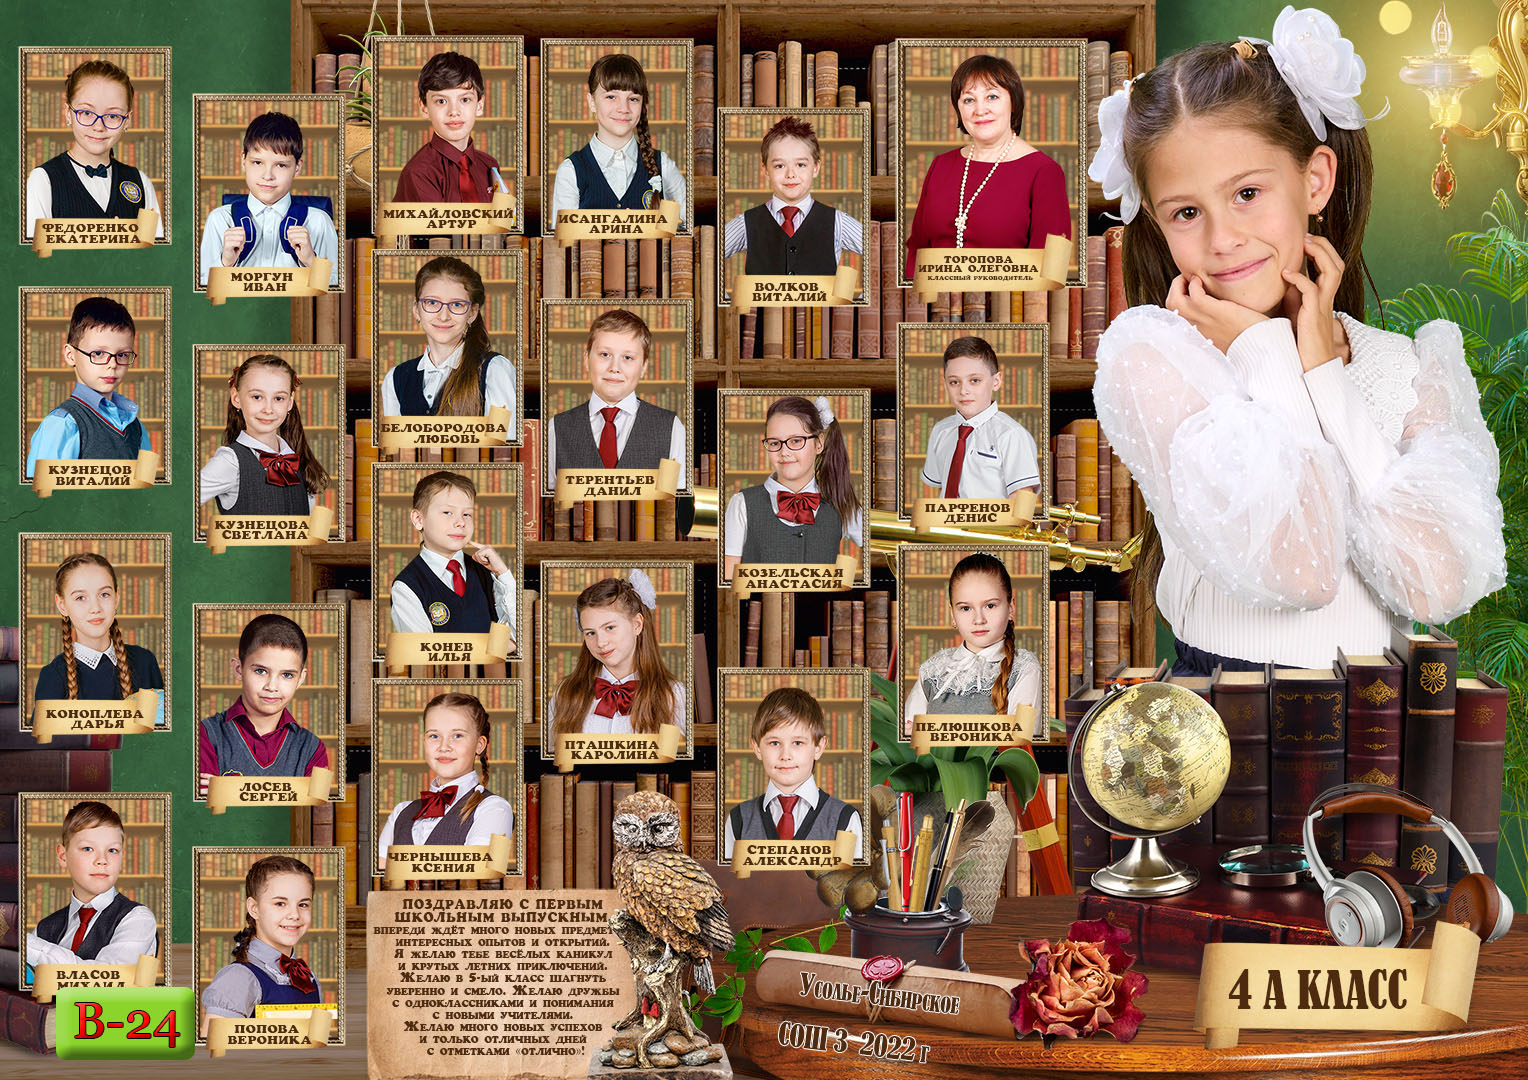 ФЕДОРЕНКО
ЕКАТЕРИНА
МОРГУН
ИВАН
МИХАЙЛОВСКИЙ
АРТУР
ИСАНГАЛИНА
АРИНА
ВОЛКОВ
ВИТАЛИЙ
ТОРОПОВА
ИРИНА ОЛЕГОВНА
КЛАССНЫЙ РУКОВОДИТЕЛЬ
КУЗНЕЦОВ
ВИТАЛИЙ
КУЗНЕЦОВА
СВЕТЛАНА
БЕЛОБОРОДОВА
ЛЮБОВЬ
ТЕРЕНТЬЕВ
ДАНИЛ
КОЗЕЛЬСКАЯ
АНАСТАСИЯ
ПАРФЕНОВ
ДЕНИС
КОНОПЛЕВА
ДАРЬЯ
ЛОСЕВ
СЕРГЕЙ
КОНЕВ
ИЛЬЯ
ПТАШКИНА
КАРОЛИНА
ПЕЛЮШКОВА
ВЕРОНИКА
ВЛАСОВ
МИХАИЛ
ПОПОВА
ВЕРОНИКА
ЧЕРНЫШЕВА
КСЕНИЯ
СТЕПАНОВ
АЛЕКСАНДР
В-24
ПОЗДРАВЛЯЮ С ПЕРВЫМ
ШКОЛЬНЫМ ВЫПУСКНЫМ
ВПЕРЕДИ ЖДЁТ МНОГО НОВЫХ ПРЕДМЕТ
ИНТЕРЕСНЫХ ОПЫТОВ И ОТКРЫТИЙ.
Я ЖЕЛАЮ ТЕБЕ ВЕСЁЛЫХ КАНИКУЛ
И КРУТЫХ ЛЕТНИХ ПРИКЛЮЧЕНИЙ.
ЖЕЛАЮ В 5-ЫЙ КЛАСС ШАГНУТЬ
УВЕРЕННО И СМЕЛО. ЖЕЛАЮ ДРУЖБЫ
С ОДНОКЛАССНИКАМИ И ПОНИМАНИЯ
С НОВЫМИ УЧИТЕЛЯМИ.
ЖЕЛАЮ МНОГО НОВЫХ УСПЕХОВ
И ТОЛЬКО ОТЛИЧНЫХ ДНЕЙ
С ОТМЕТКАМИ «ОТЛИЧНО»!
Усолье-Сибирское
СОШ 3 2022 г
4 А КЛАСС